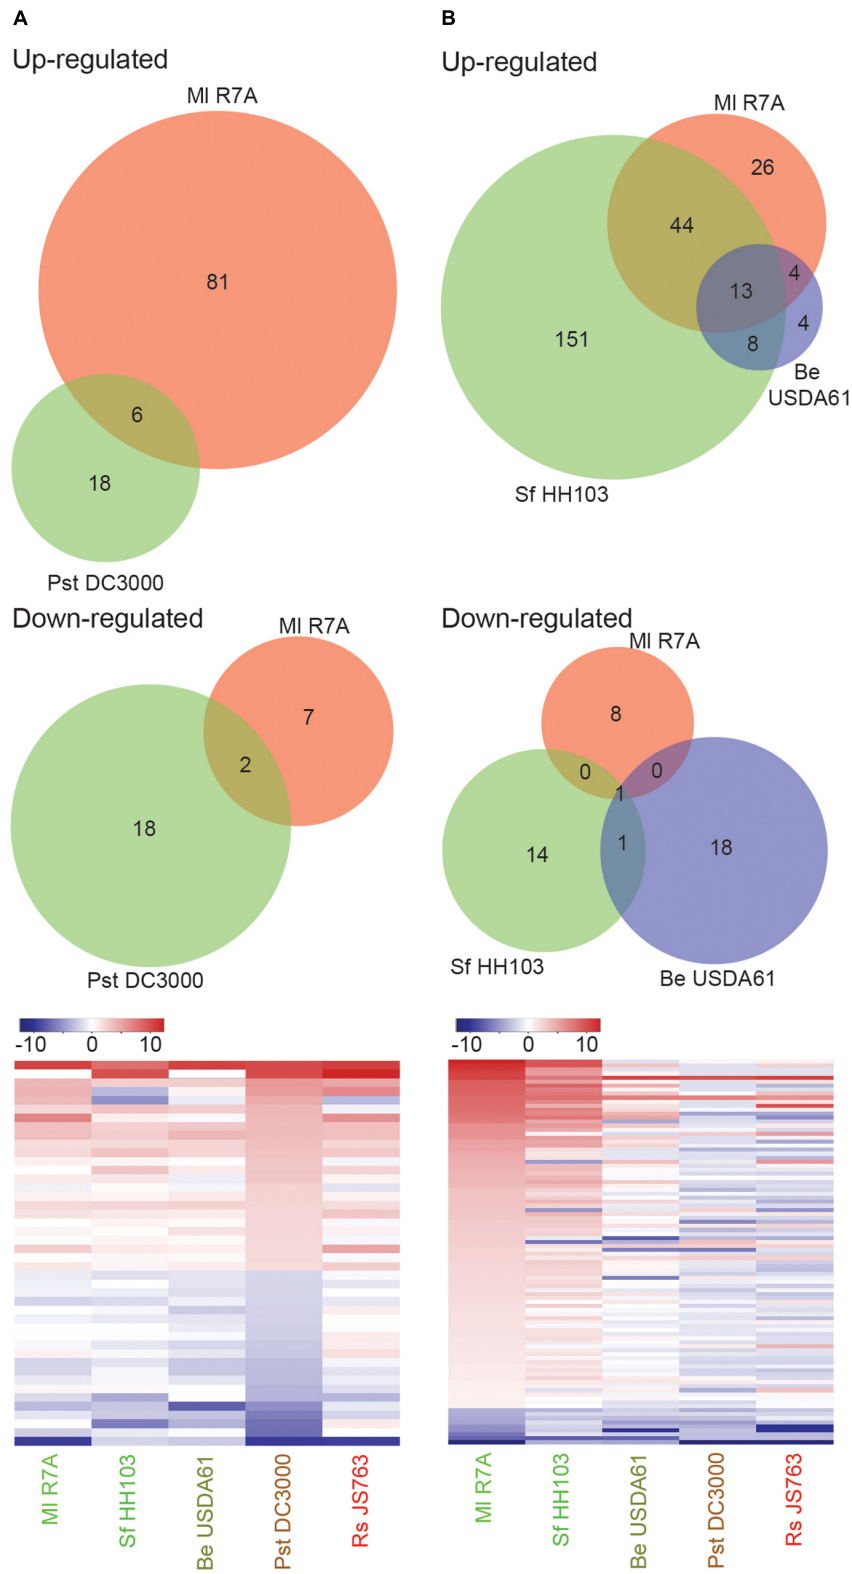 A
B
Up-regulated
Up-regulated
Ml R7A
81
6
18
Pst DC3000
Ml R7A
26
44
4
13
4
151
8
Be
USDA61
Sf HH103
Down-regulated
Ml R7A
7
2
18
Pst DC3000
Down-regulated
Ml R7A
8
0
0
1
14
1
18
Sf HH103
Be USDA61
-10 0 10
-10 0 10
Ml R7A
Sf HH103
Be USDA61
Pst DC3000
Rs JS763
Ml R7A
Sf HH103
Be USDA61
Pst DC3000
Rs JS763